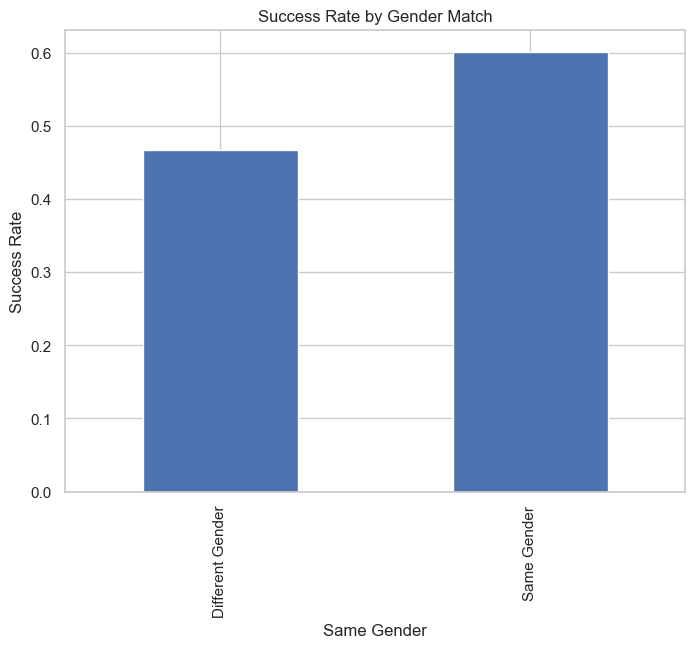 Success Rate by Gender Match
Success Rate
0.6
0.5
0.4
0.3
0.2
0.1
0.0
Different Gender
Same Gender
Same Gender